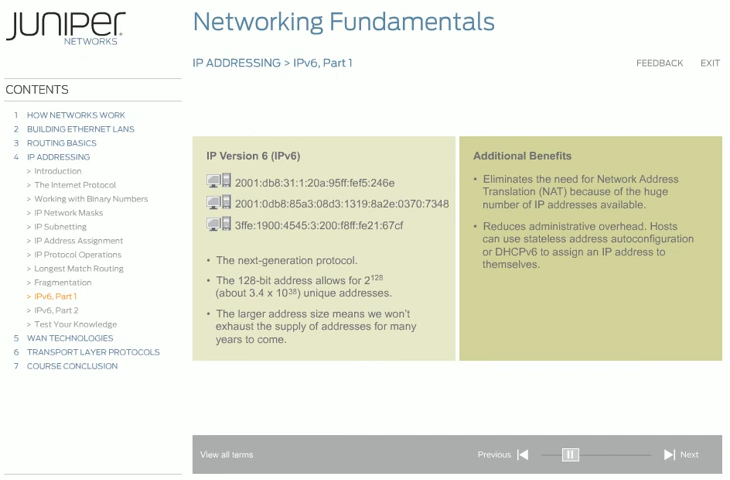 JUNIPER
NETWORKS
Networking Fundamentals
IP ADDRESSING > IPv6, Part 1
FEEDBACK
EXIT
CONTENTS
1 HOW NETWORKS WORK
2 BUILDING ETHERNET LANS
3 ROUTING BASICS
4 IP ADDRESSING
> Introduction
> The Internet Protocol
> Working with Binary Numbers
> IP Network Masks
> IP Subnetting
> IP Address Assignment
> IP Protocol Operations
> Longest Match Routing
> Fragmentation
> IPv6, Part 1
> IPv6, Part 2
> Test Your Knowledge
5 WAN TECHNOLOGIES
6 TRANSPORT LAYER PROTOCOLS
7 COURSE CONCLUSION
IP Version 6 (IPv6)
2001:db8:31:1:20a:95ff:fef5:246e
2001:0db8:85a3:08d3:1319:8a2e:0370:7348
3ffe:1900:4545:3:200:f8ff:fe21:67cf
• The next-generation protocol.
• The 128-bit address allows for 2¹²⁸
(about 3.4 x 10³⁸) unique addresses.
• The larger address size means we won't
exhaust the supply of addresses for many
years to come.
Additional Benefits
• Eliminates the need for Network Address
Translation (NAT) because of the huge
number of IP addresses available.
• Reduces administrative overhead. Hosts
can use stateless address autoconfiguration
or DHCPv6 to assign an IP address to
themselves.
View all terms
Previous
Next